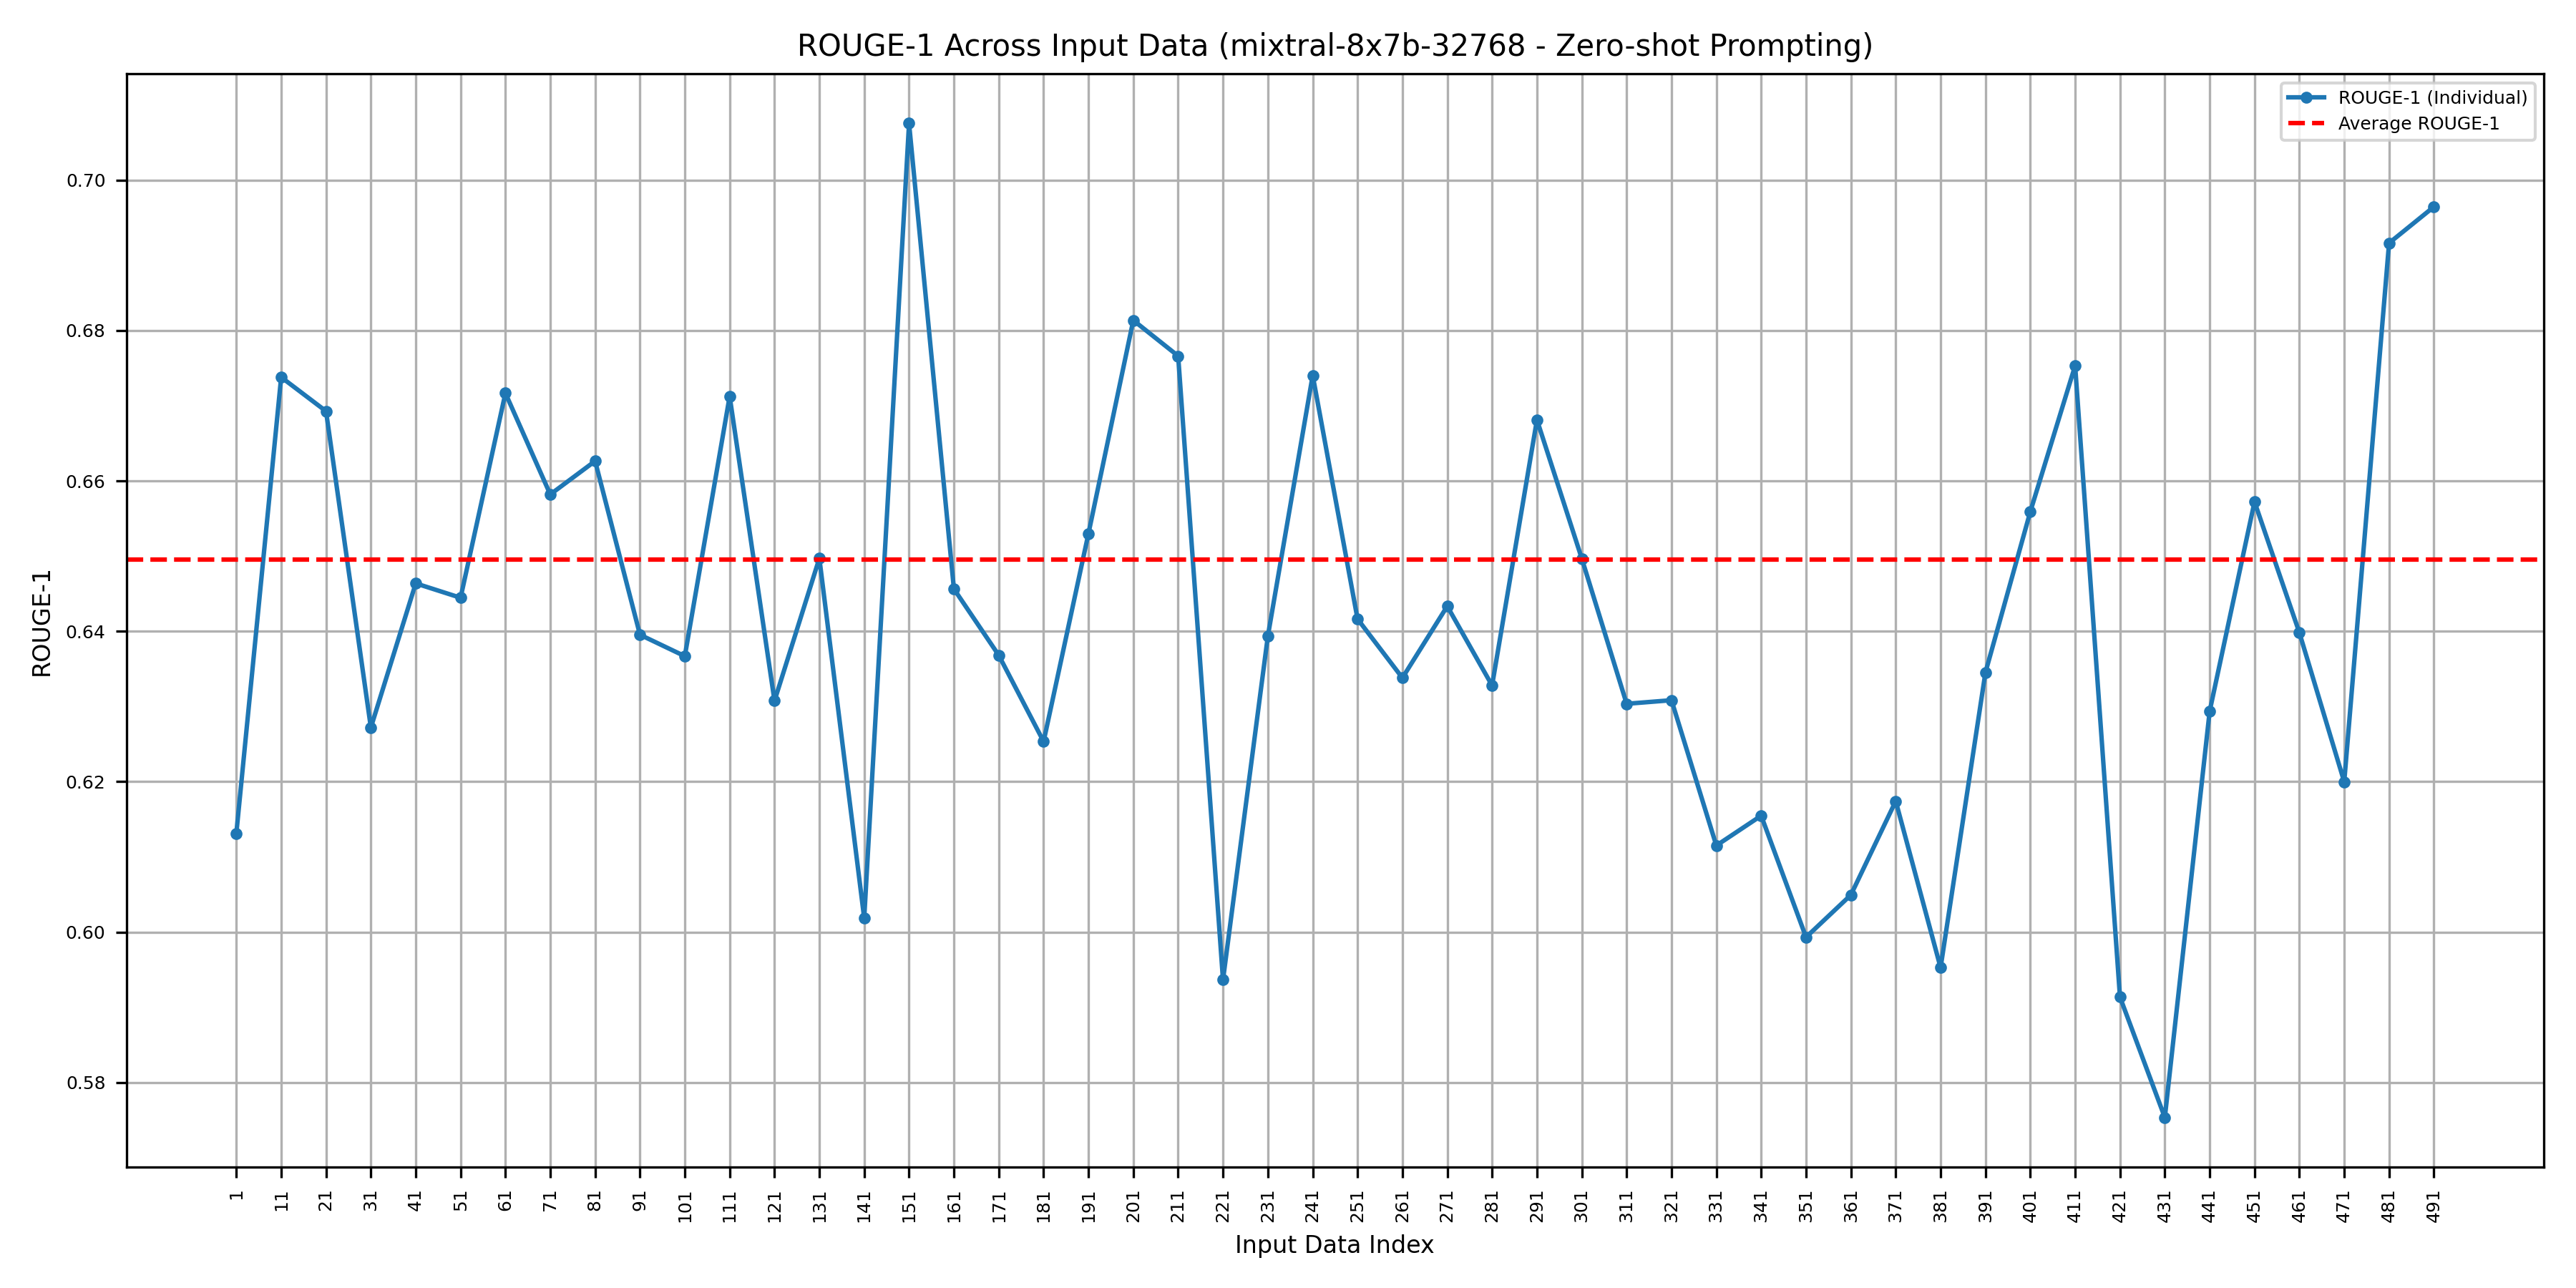 ROUGE-1 Across Input Data (mixtral-8x7b-32768 - Zero-shot Prompting)
ROUGE-1 (Individual)
Average ROUGE-1
ROUGE-1
0.70
0.68
0.66
0.64
0.62
0.60
0.58
1 11 21 31 41 51 61 71 81 91 101 111 121 131 141 151 161 171 181 191 201 211 221 231 241 251 261 271 281 291 301 311 321 331 341 351 361 371 381 391 401 411 421 431 441 451 461 471 481 491
Input Data Index